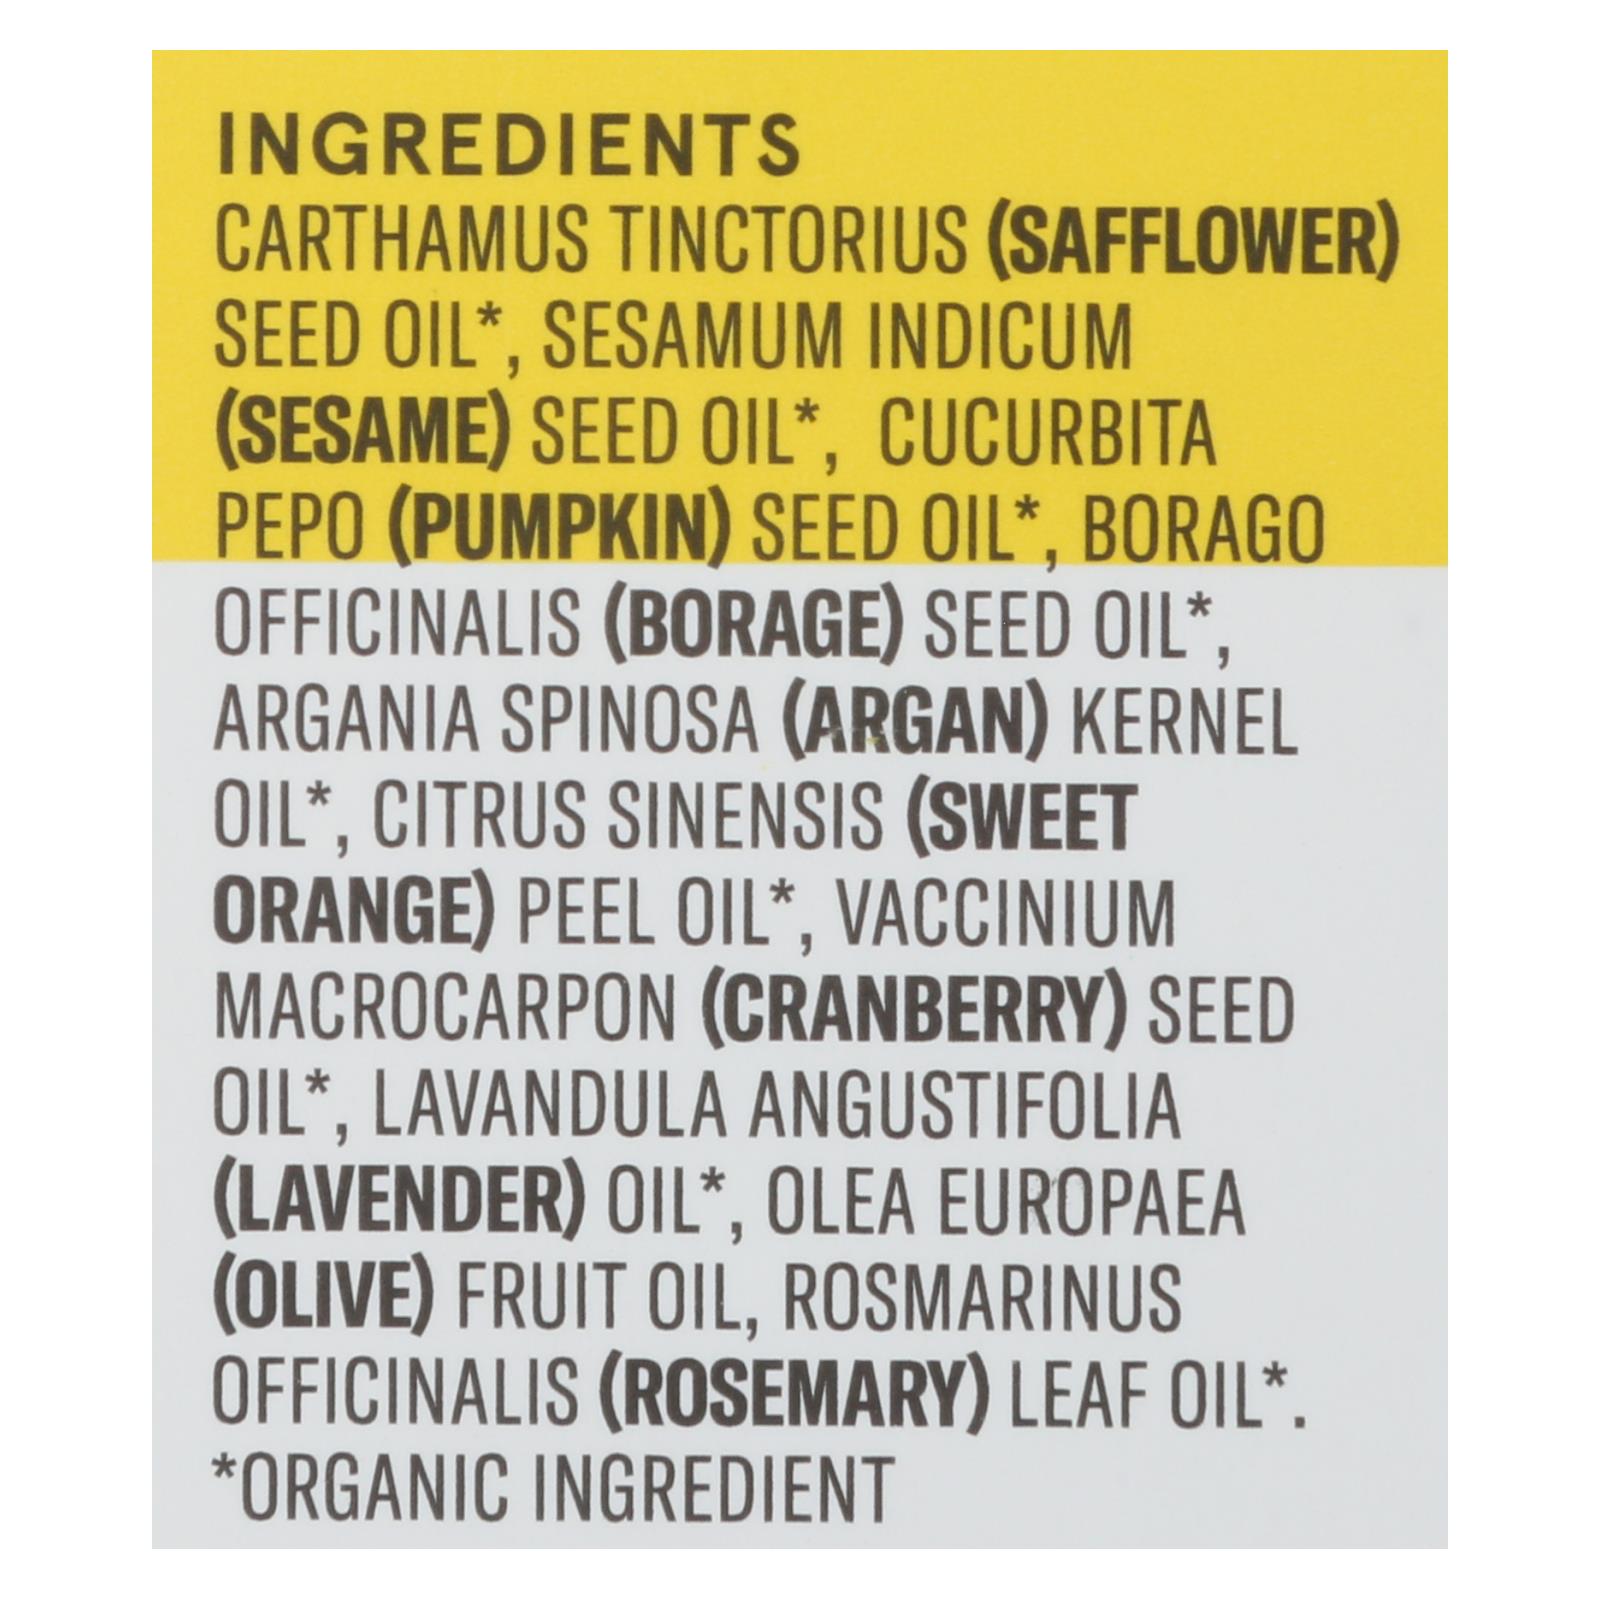 INGREDIENTS
CARTHAMUS TINCTORIUS (SAFFLOWER)
SEED OIL*, SESAMUM INDICUM
(SESAME) SEED OIL*, CUCURBITA
PEPO (PUMPKIN) SEED OIL*, BORAGO
OFFICINALIS (BORAGE) SEED OIL*,
ARGANIA SPINOSA (ARGAN) KERNEL
OIL*, CITRUS SINENSIS (SWEET
ORANGE) PEEL OIL*, VACCINIUM
MACROCARPON (CRANBERRY) SEED
OIL*, LAVANDULA ANGUSTIFOLIA
(LAVENDER) OIL*, OLEA EUROPAEA
(OLIVE) FRUIT OIL, ROSMARINUS
OFFICINALIS (ROSEMARY) LEAF OIL*.
*ORGANIC INGREDIENT